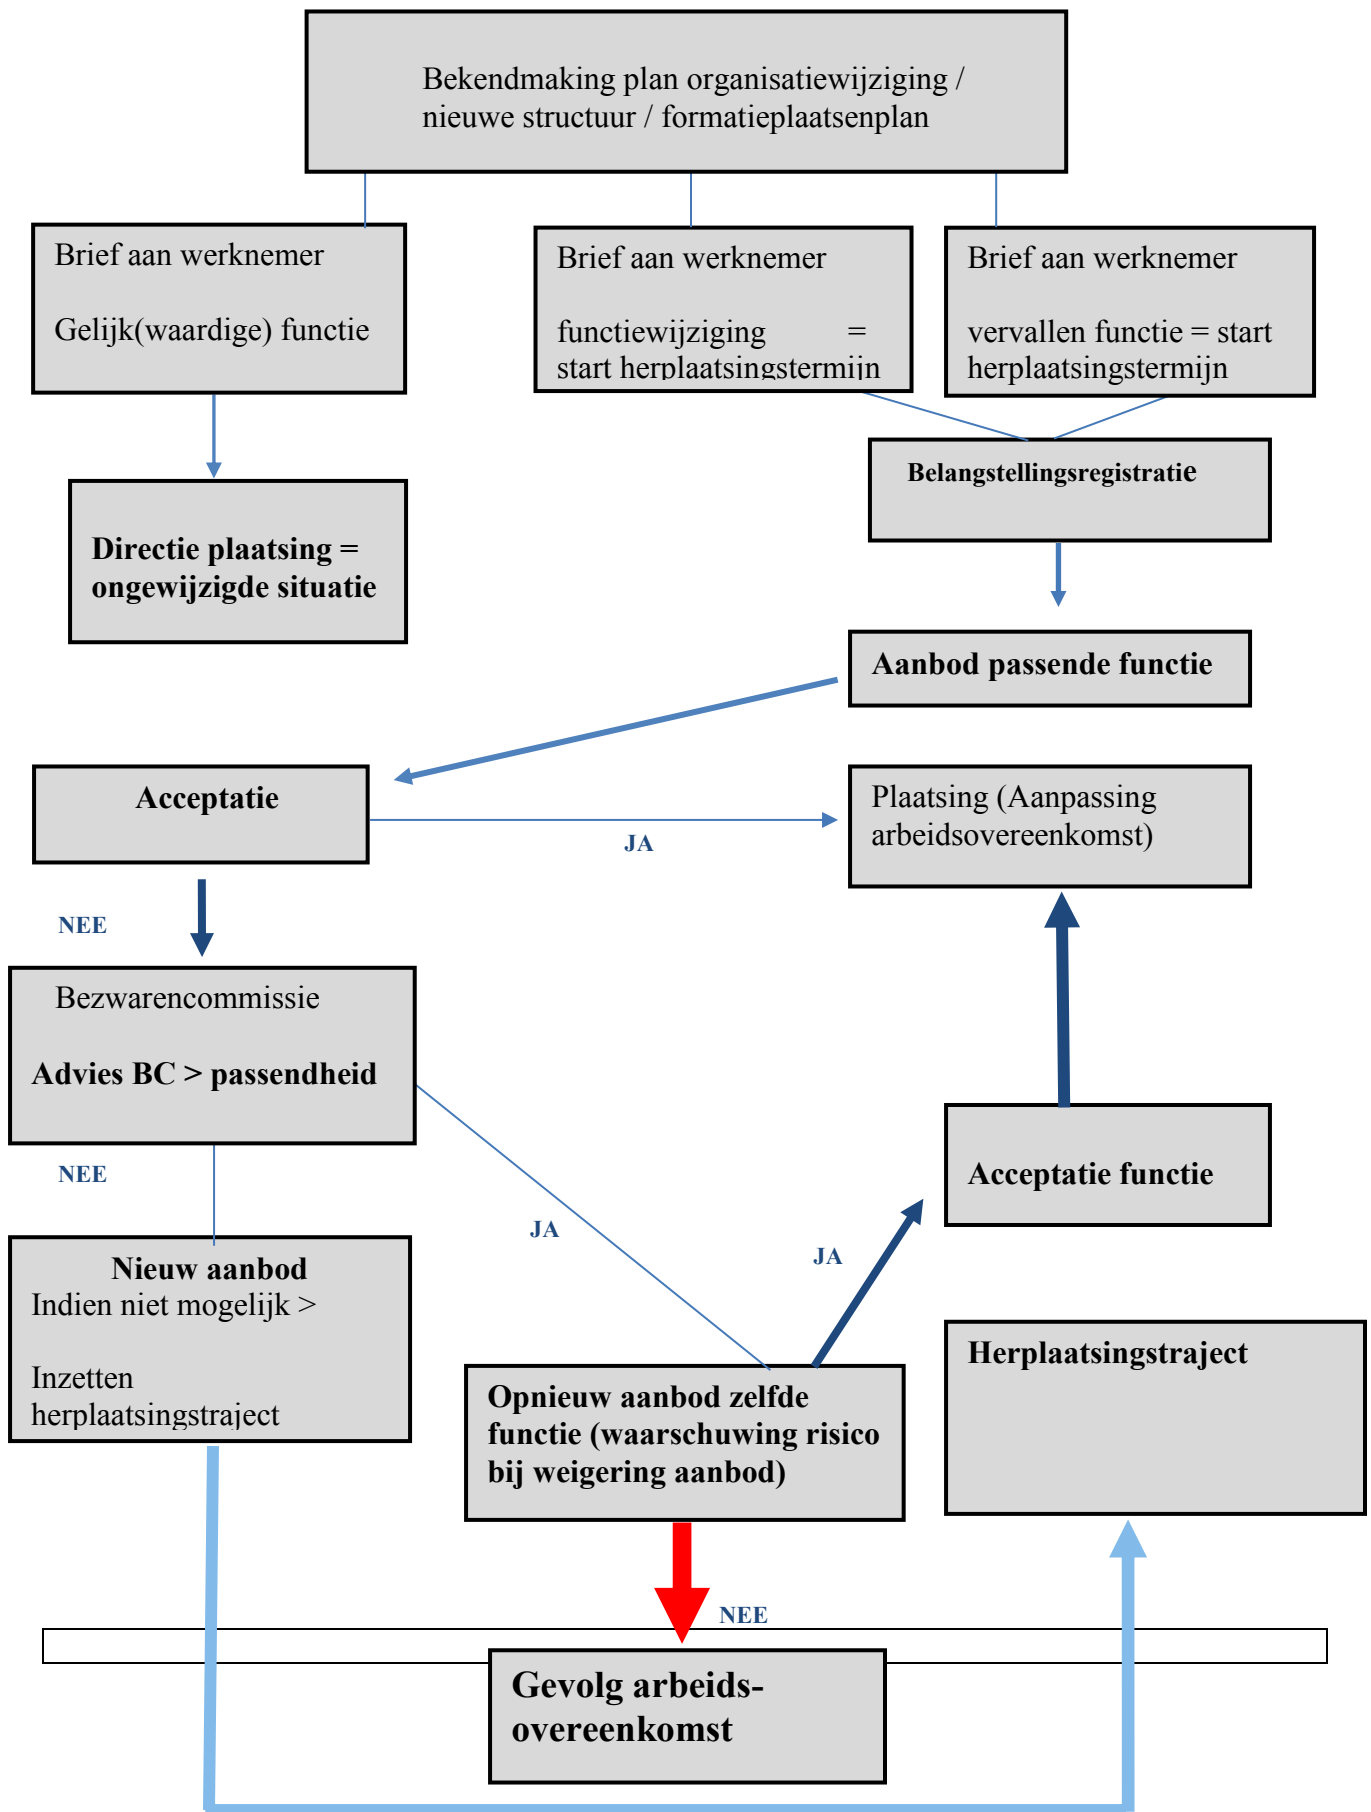 Bekendmaking plan organisatiewijziging /
nieuwe structuur / formatieplaatsenplan
Brief aan werknemer
Gelijk(waardige) functie
Brief aan werknemer
functiewijziging =
start herplaatsingstermijn
Brief aan werknemer
vervallen functie = start
herplaatsingstermijn
Belangstellingsregistratie
Directie plaatsing =
ongewijzigde situatie
Aanbod passende functie
Acceptatie
JA
Plaatsing (Aanpassing
arbeidsovereenkomst)
NEE
Bezwarencommissie
Advies BC > passendheid
NEE
JA
JA
Acceptatie functie
Nieuw aanbod
Indien niet mogelijk >
Inzetten
herplaatsingstraject
Opnieuw aanbod zelfde
functie (waarschuwing risico
bij weigering aanbod)
Herplaatsingstraject
NEE
Gevolg arbeids-
overeenkomst